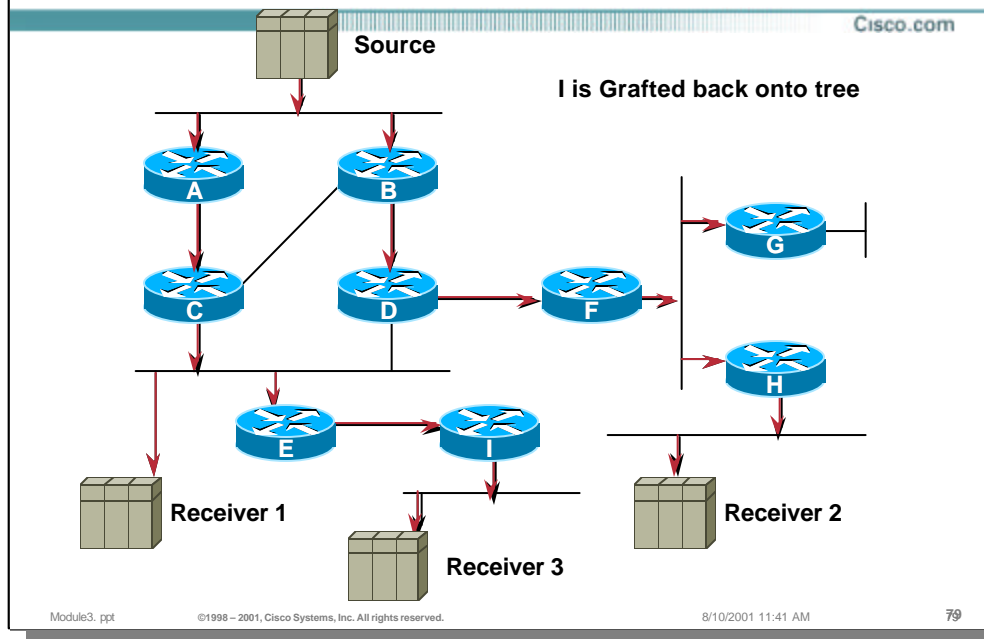 Cisco.com
Source
I is Grafted back onto tree
A
B
G
C
D
F
H
E
I
Receiver 1
Receiver 2
Receiver 3
Module3. ppt ©1998 – 2001, Cisco Systems, Inc. All rights reserved. 8/10/2001 11:41 AM 79